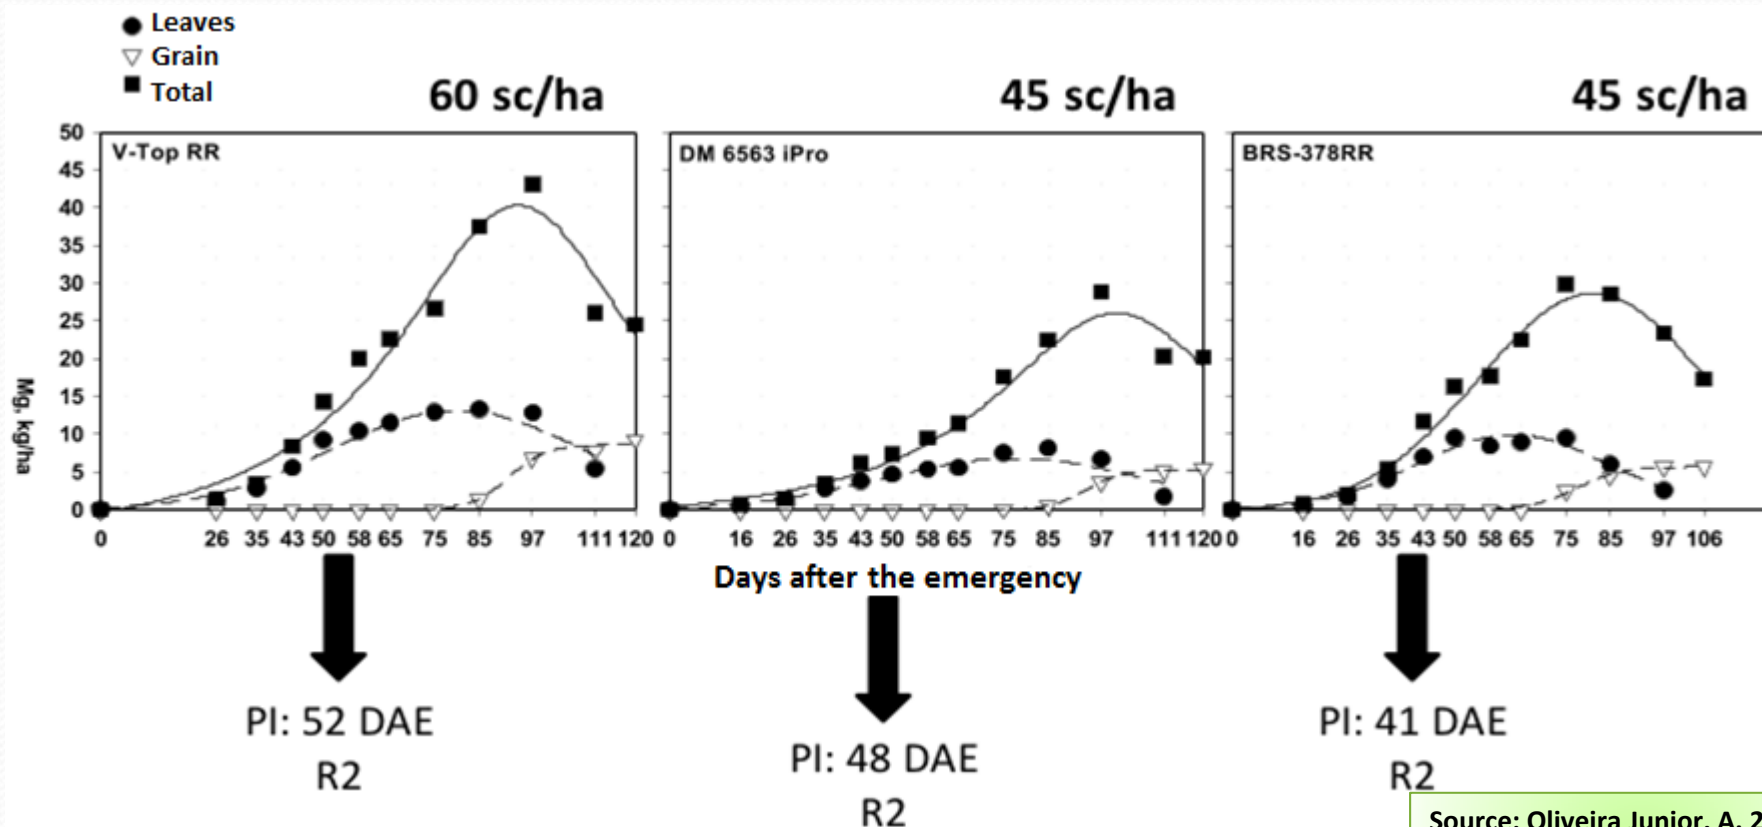 Leaves
Grain
Total
60 sc/ha
45 sc/ha
45 sc/ha
V-Top RR
DM 6563 iPro
BRS-378RR
50
45
40
35
30
25
20
15
10
5
0
Mg, kg/ha
0 26 35 43 50 58 65 75 85 97 111 120
0 16 26 35 43 50 58 65 75 85 97 111 120
0 16 26 35 43 50 58 65 75 85 97 106
Days after the emergency
PI: 52 DAE
R2
PI: 48 DAE
R2
PI: 41 DAE
R2
Source: Oliveira Junior, A. 2